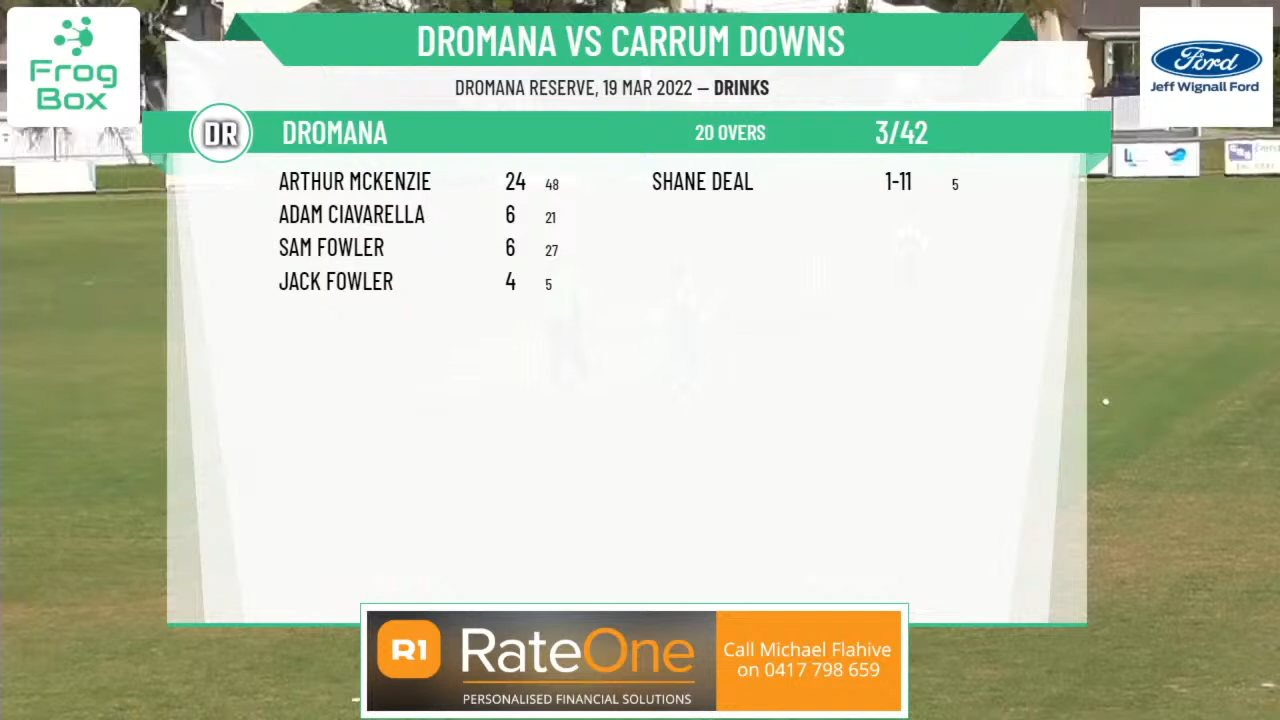 Frog
Box
DROMANA VS CARRUM DOWNS
Ford
Jeff Wignall Ford
DROMANA RESERVE, 19 MAR 2022 – DRINKS
DR DROMANA 20 OVERS 3/42
ARTHUR MCKENZIE 24 48 SHANE DEAL 1-11 5
ADAM CIAVARELLA 6 21
SAM FOWLER 6 27
JACK FOWLER 4 5
R1 RateOne
PERSONALISED FINANCIAL SOLUTIONS
Call Michael Flahive
on 0417 798 659